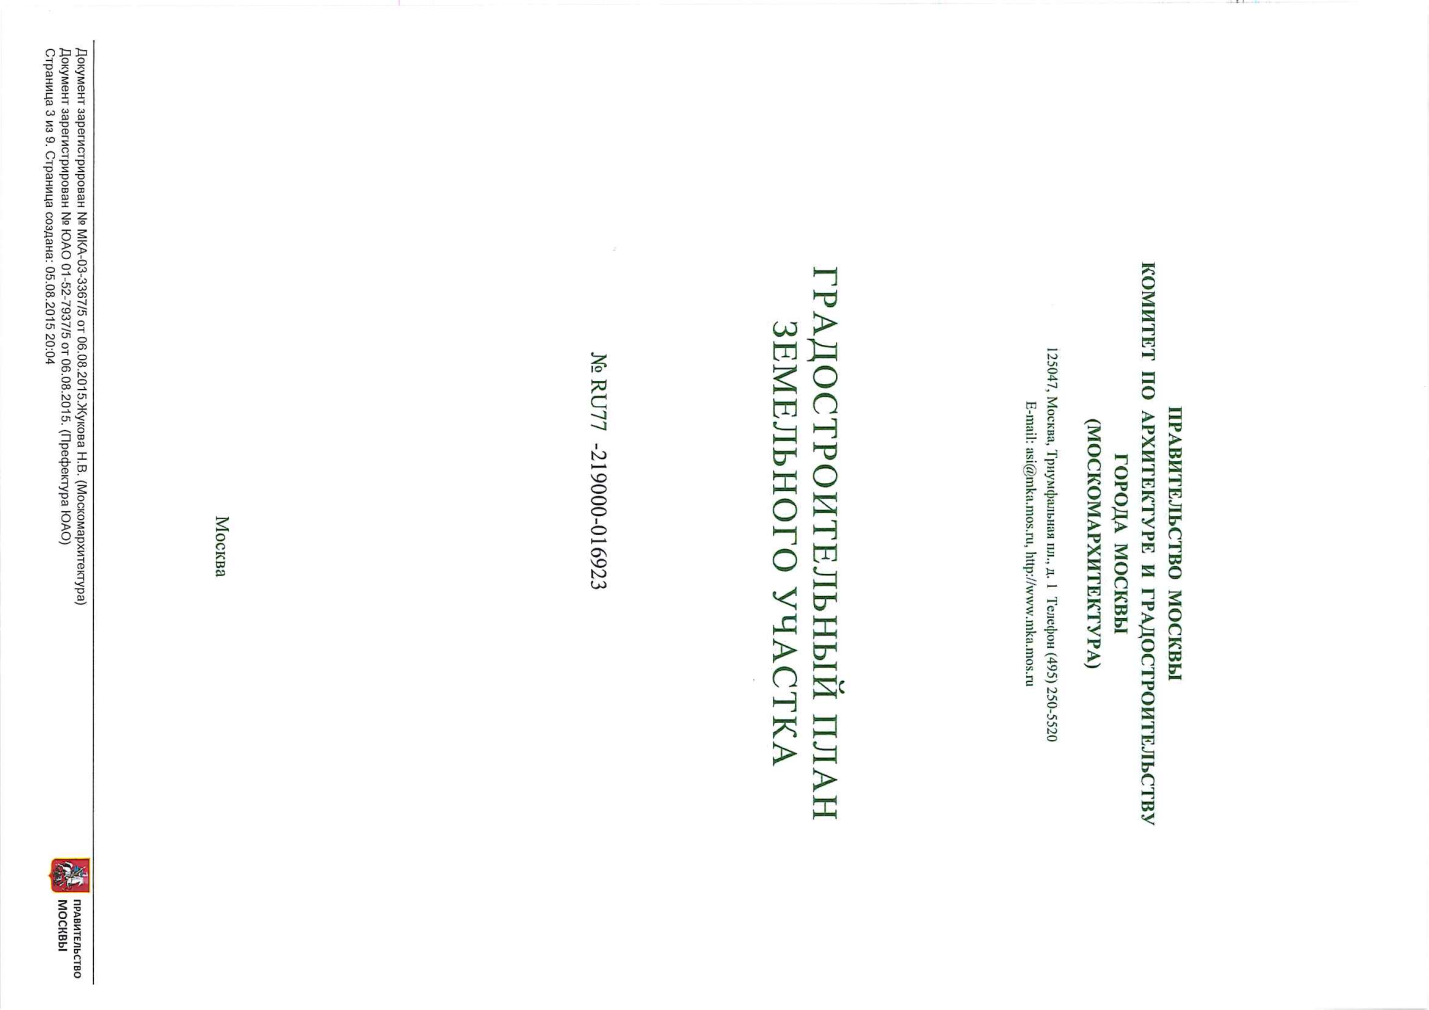 ПРАВИТЕЛЬСТВО МОСКВЫ
КОМИТЕТ ПО АРХИТЕКТУРЕ И ГРАДОСТРОИТЕЛЬСТВУ
ГОРОДА МОСКВЫ
(МОСКОМАРХИТЕКТУРА)
125047, Москва, Триумфальная пл., д. 1 Телефон (495) 250-5520
E-mail: asi@mka.mos.ru, http://www.mka.mos.ru
ГРАДОСТРОИТЕЛЬНЫЙ ПЛАН
ЗЕМЕЛЬНОГО УЧАСТКА
№ RU77 -219000-016923
Москва
Документ зарегистрирован № МКА-03-3367/5 от 06.08.2015.Жукова Н.В. (Москомархитектура)
Документ зарегистрирован № ЮАО 01-52-7937/5 от 06.08.2015. (Префектура ЮАО)
Страница 3 из 9. Страница создана: 05.08.2015 20:04
ПРАВИТЕЛЬСТВО
МОСКВЫ